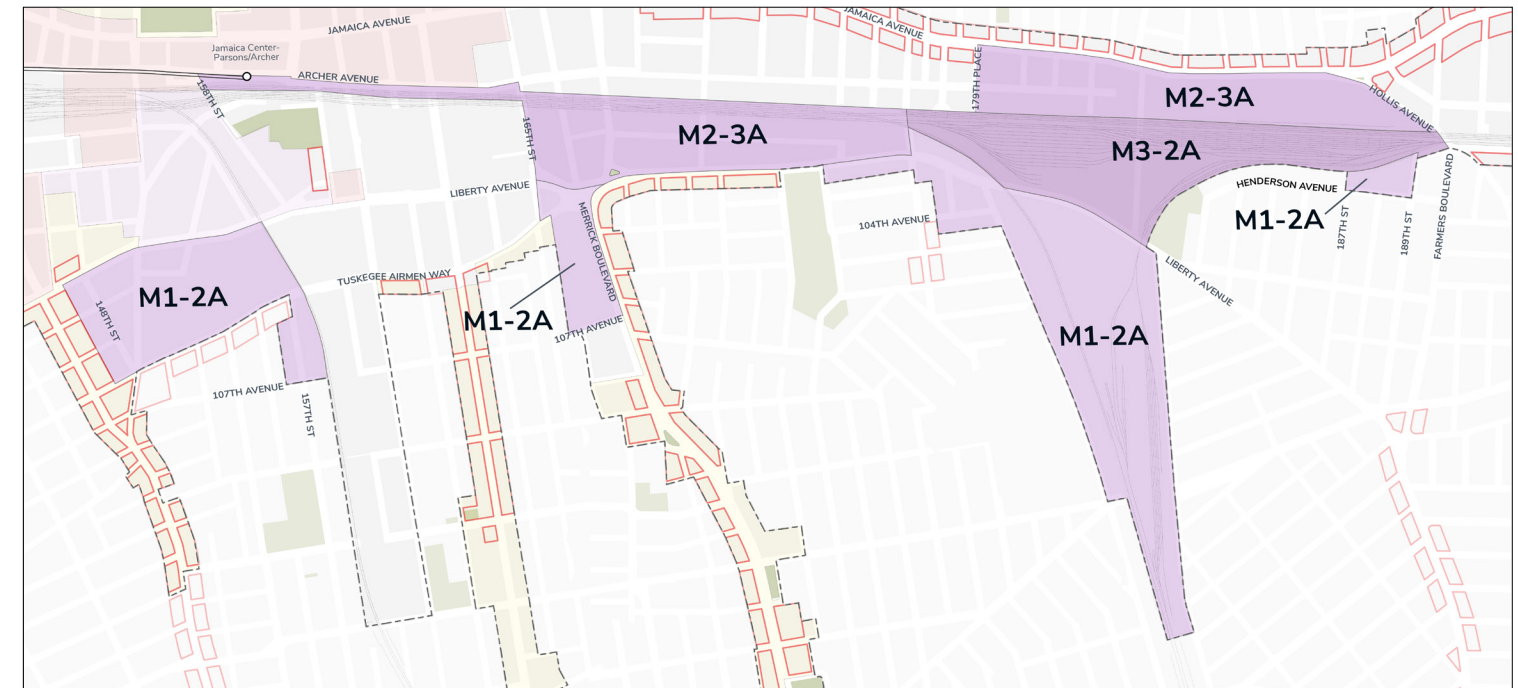 JAMAICA AVENUE
JAMAICA AVENUE
Jamaica Center-
Parsons/Archer
ARCHER AVENUE
158TH ST
179TH PLACE
M2-3A
HOLLIS AVENUE
165TH ST
M2-3A
M3-2A
LIBERTY AVENUE
HENDERSON AVENUE
FARMERS BOULEVARD
M1-2A
187TH ST
189TH ST
MERRICK BOULEVARD
104TH AVENUE
LIBERTY AVENUE
TUSKEGEE AIRMEN WAY
M1-2A
148TH ST
M1-2A
107TH AVENUE
M1-2A
107TH AVENUE
157TH ST